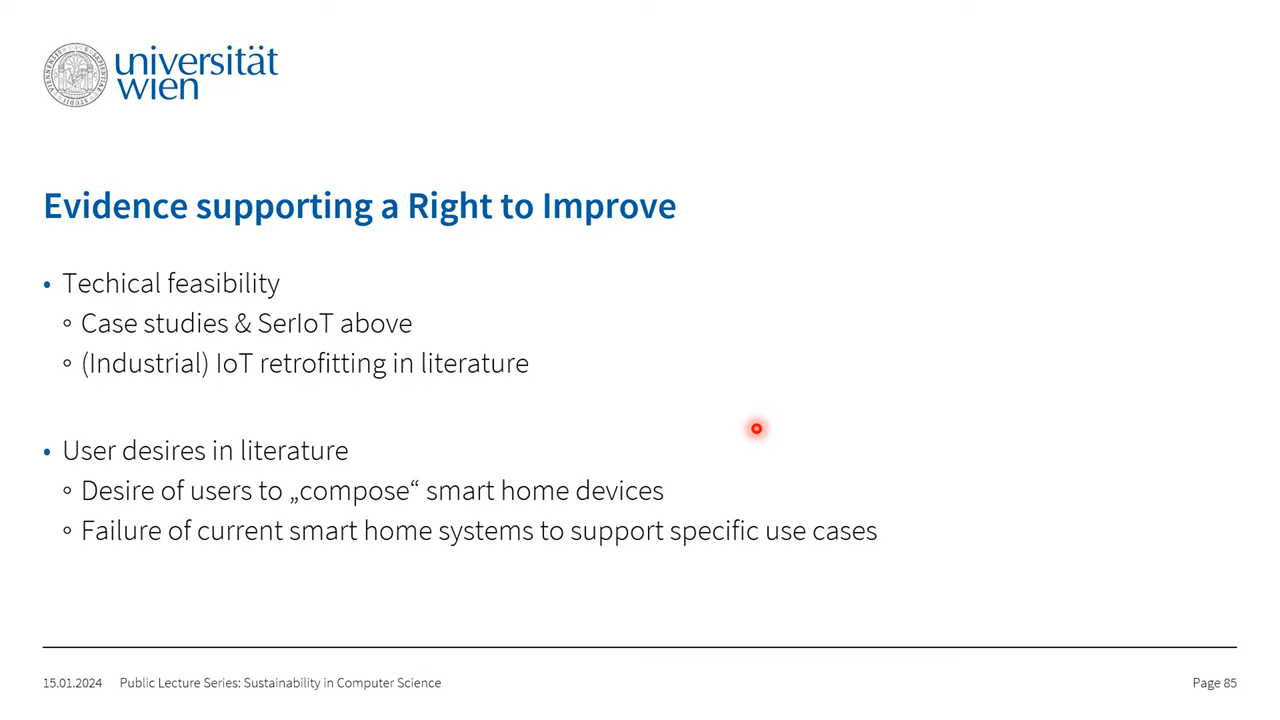 universität
wien
Evidence supporting a Right to Improve
• Techical feasibility
∘ Case studies & SerIoT above
∘ (Industrial) IoT retrofitting in literature
• User desires in literature
∘ Desire of users to „compose“ smart home devices
∘ Failure of current smart home systems to support specific use cases
15.01.2024 Public Lecture Series: Sustainability in Computer Science Page 85